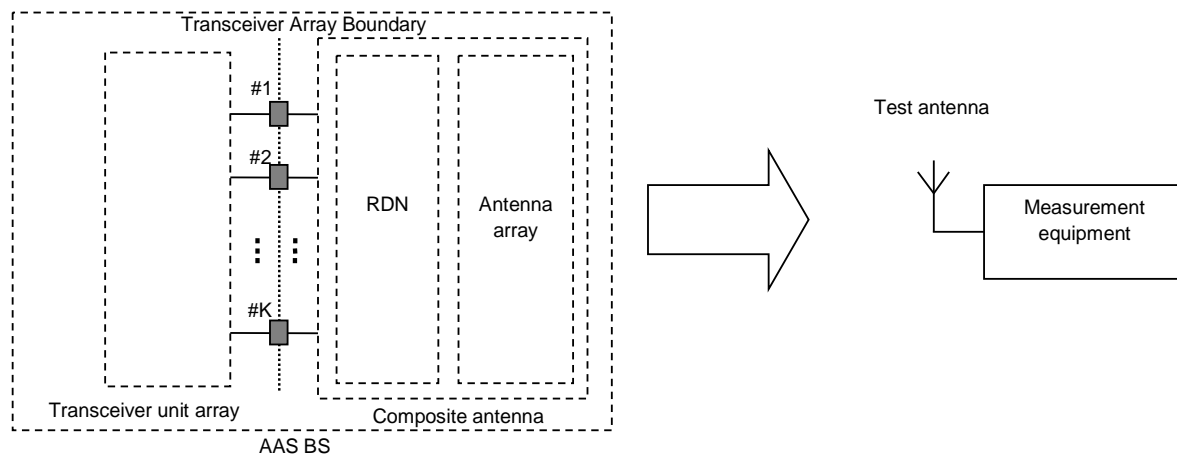 Transceiver Array Boundary
#1
#2
#K
RDN
Antenna
array
Transceiver unit array
Composite antenna
AAS BS
Test antenna
Measurement
equipment